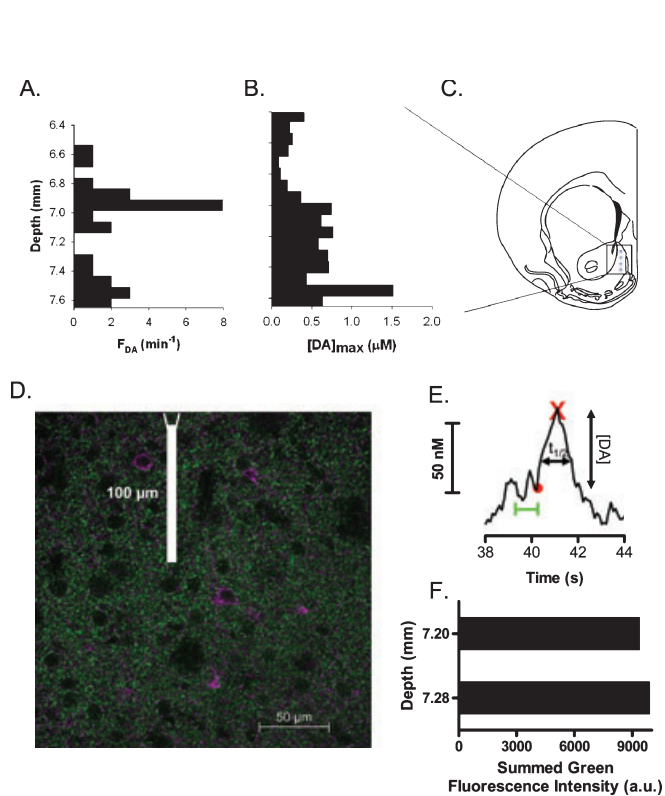 A.
B.
C.
6.4
6.6
6.8
7.0
7.2
7.4
7.6
Depth (mm)
0 2 4 6 8
F_DA (min⁻¹)
0.0 0.5 1.0 1.5 2.0
[DA]max (μM)
D.
100 μm
50 μm
E.
50 nM
X
t1/2
[DA]
38 40 42 44
Time (s)
F.
Depth (mm)
7.20
7.28
0 3000 6000 9000
Summed Green
Fluorescence Intensity (a.u.)